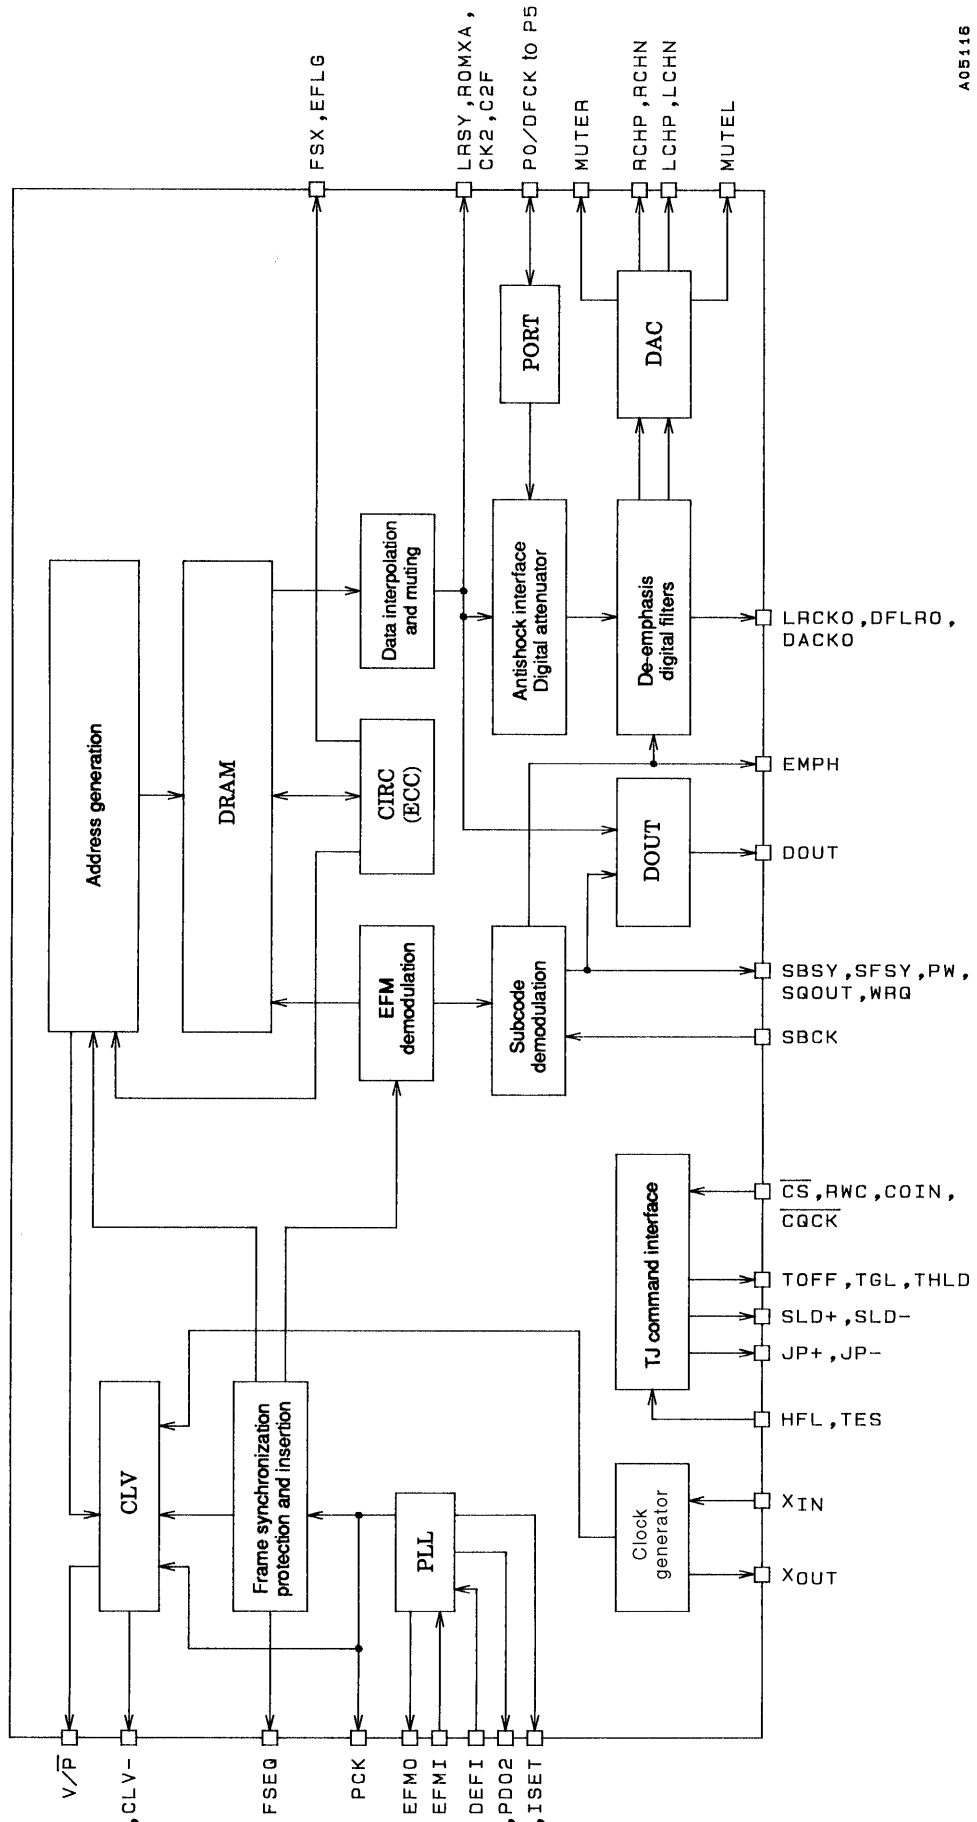 A05116
FSX,EFLG
LRSY,ROMXA,
CK2,C2F
P0/DFCK to P5
MUTER
RCHP,RCHN
LCHP,LCHN
MUTEL
PORT
DAC
Address generation
DRAM
Data interpolation
and muting
CIRC
(ECC)
Antishock interface
Digital attenuator
De-emphasis
digital filters
LRCKO,DFLRO,
DACKO
EMPH
DOUT
DOUT
EFM
demodulation
Subcode
demodulation
SBSY,SFSY,PW,
SQOUT,WRQ
SBCK
TJ command interface
CS,RWC,COIN,
CQCK
TOFF,TGL,THLD
SLD+,SLD-
JP+,JP-
HFL,TES
CLV
Frame synchronization
protection and insertion
PLL
Clock
generator
XIN
XOUT
V/P
,CLV-
FSEQ
PCK
EFMO
EFMI
DEFI
,PDO2
,ISET